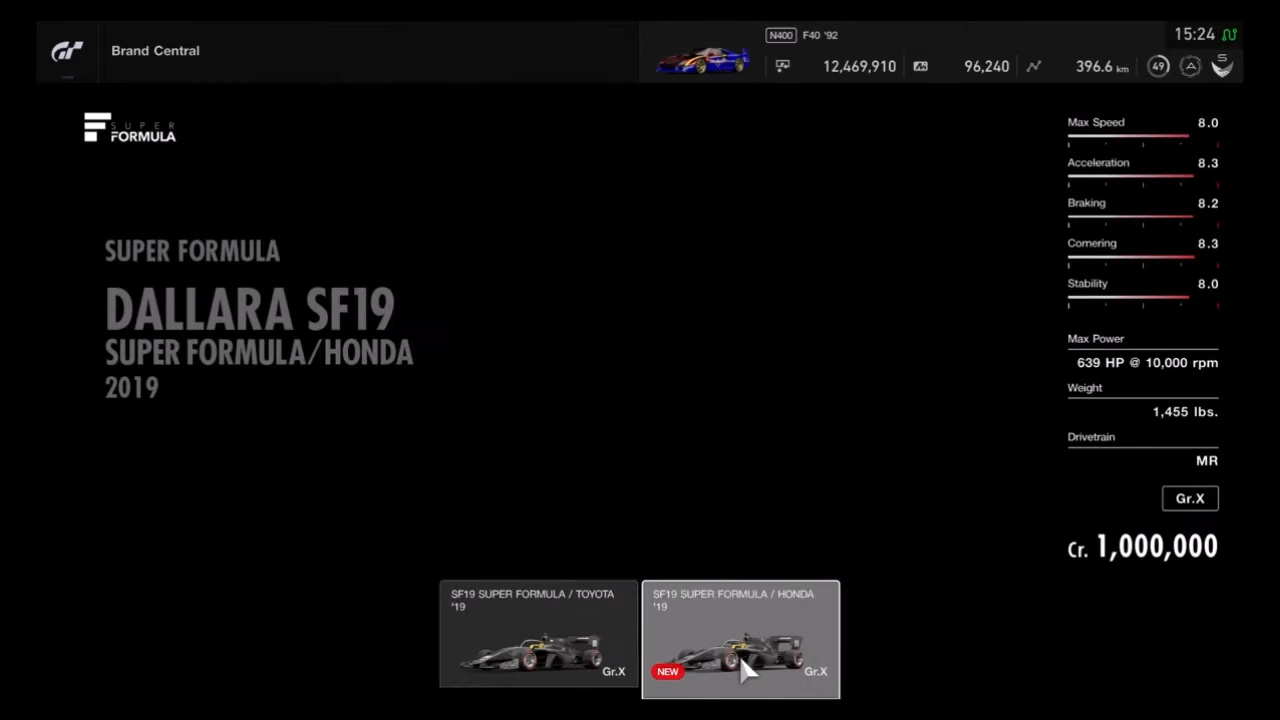 Brand Central
N400 F40 '92
15:24
12,469,910
96,240
396.6 km
49
S
SUPER
FORMULA
SUPER FORMULA
DALLARA SF19
SUPER FORMULA/HONDA
2019
Max Speed 8.0
Acceleration 8.3
Braking 8.2
Cornering 8.3
Stability 8.0
Max Power
639 HP @ 10,000 rpm
Weight
1,455 lbs.
Drivetrain
MR
Gr.X
Cr. 1,000,000
SF19 SUPER FORMULA / TOYOTA
'19
Gr.X
SF19 SUPER FORMULA / HONDA
'19
NEW
Gr.X